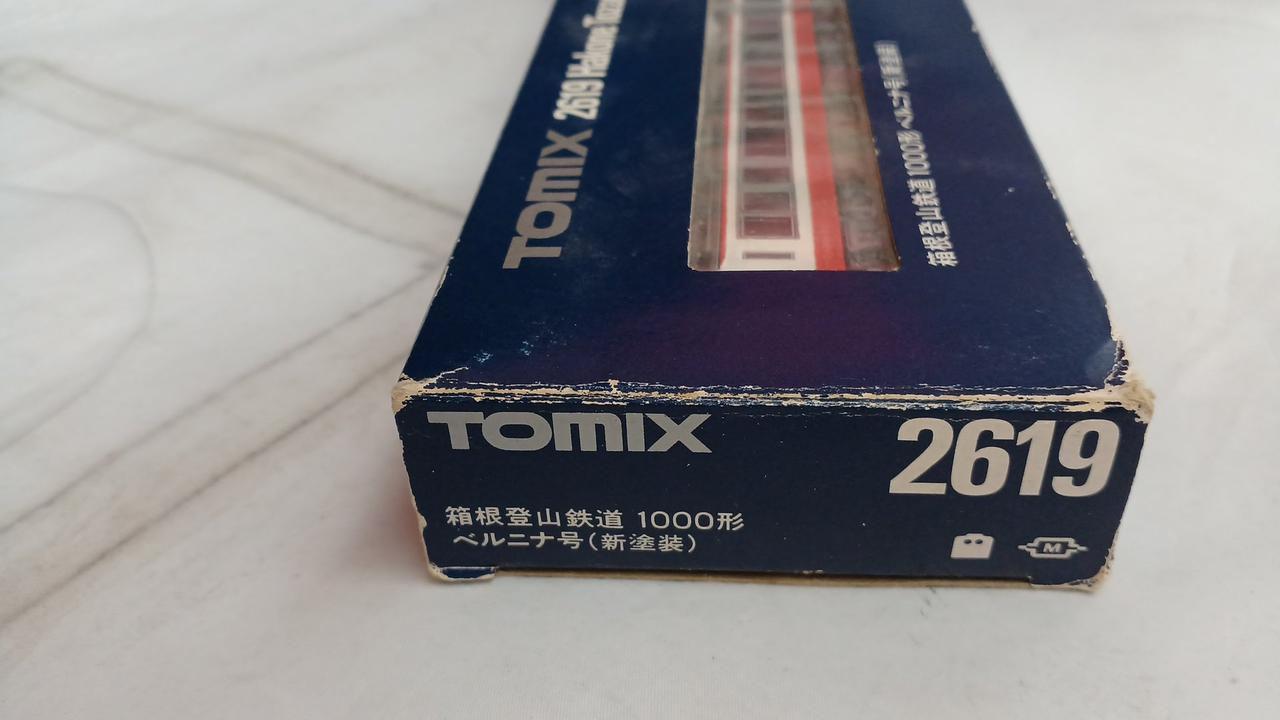 TOMIX 2619 Hakone
箱根登山鉄道 1000形 ベルニナ号(新塗装)
TOMIX
2619
箱根登山鉄道 1000形
ベルニナ号(新塗装)
M